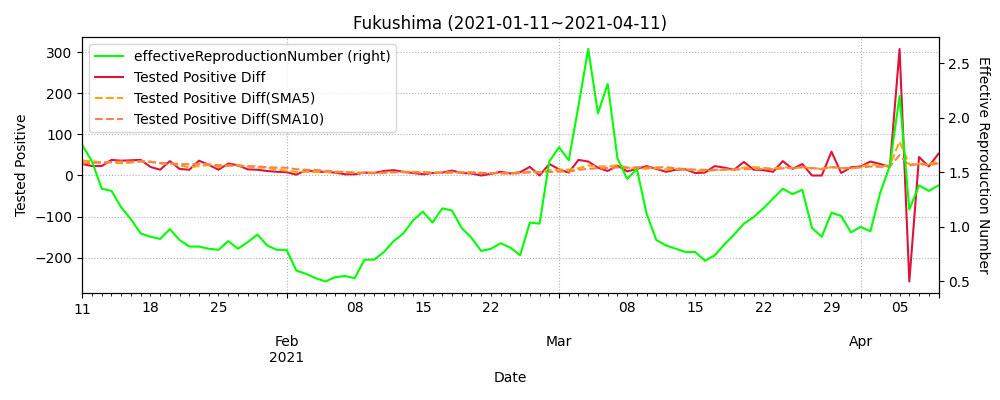 Fukushima (2021-01-11~2021-04-11)
effectiveReproductionNumber (right)
Tested Positive Diff
Tested Positive Diff(SMA5)
Tested Positive Diff(SMA10)
Tested Positive
300
200
100
0
−100
−200
2.5
2.0
1.5
1.0
0.5
Effective Reproduction Number
11 18 25 08 15 22 08 15 22 29 05
Feb Mar Apr
2021
Date